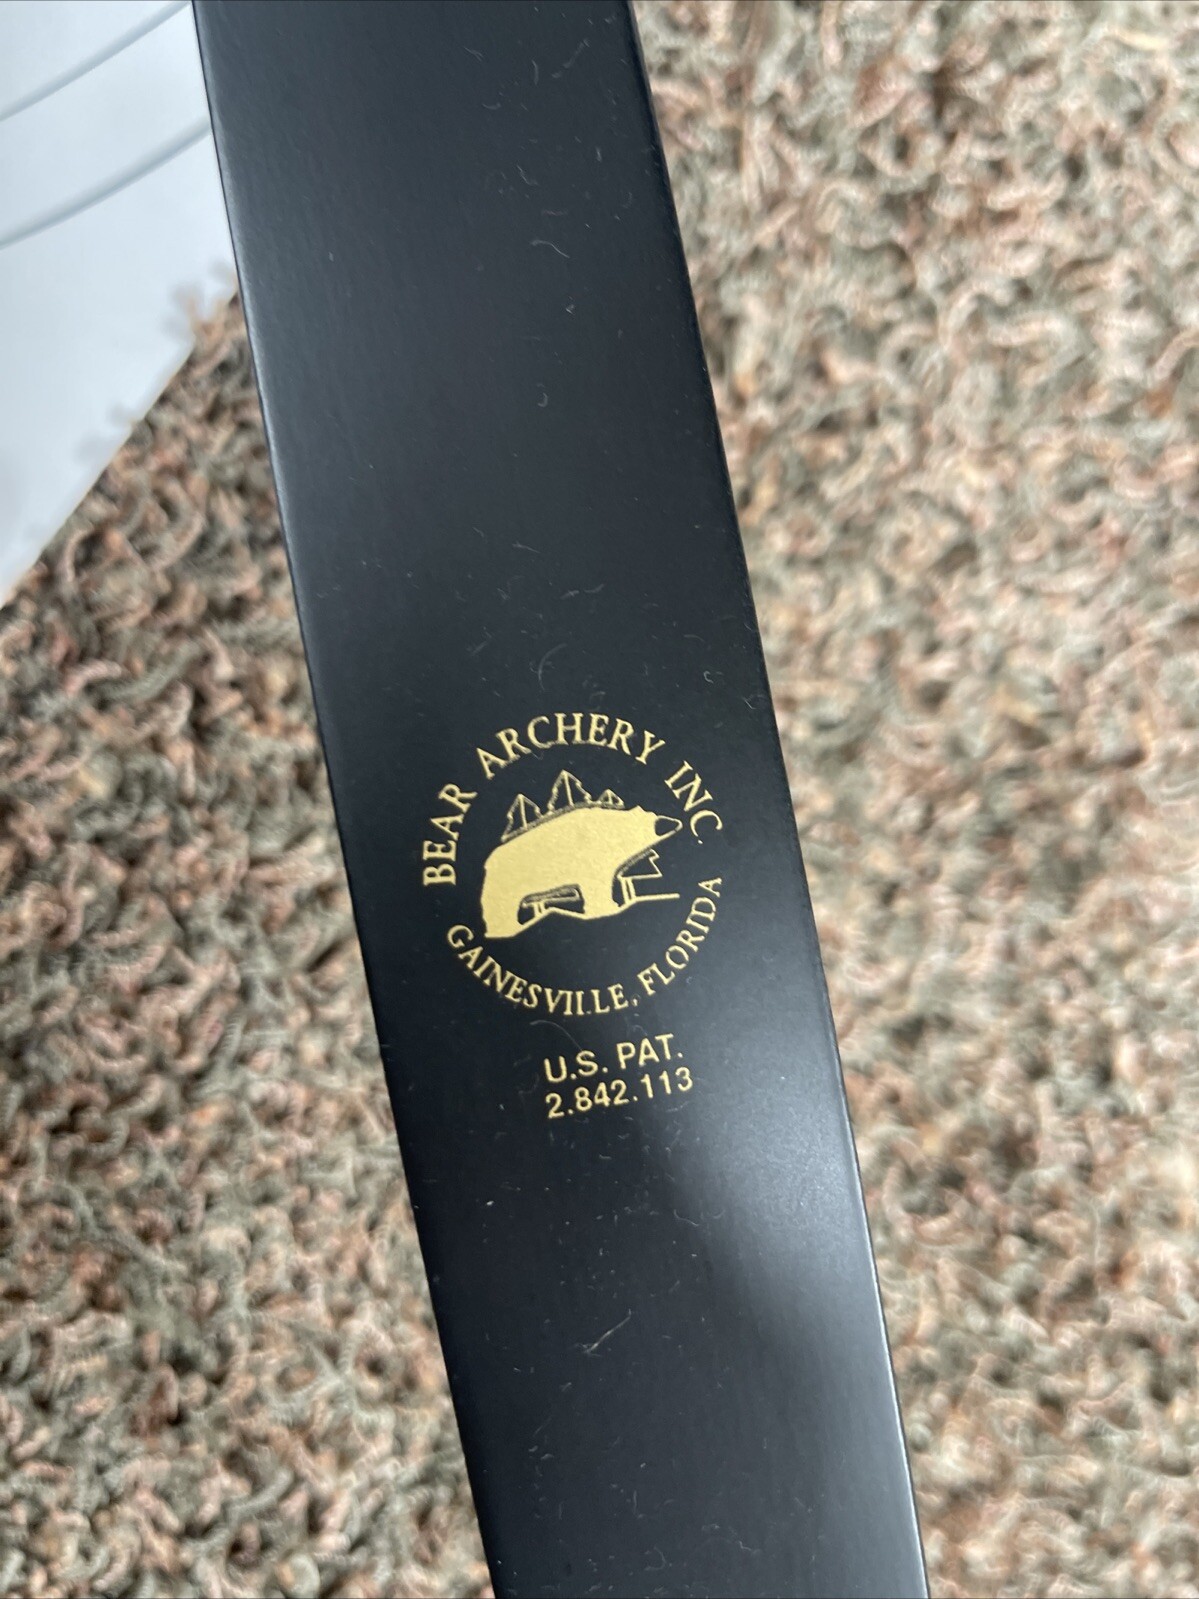 BEAR ARCHERY INC.
GAINESVILLE, FLORIDA
U.S. PAT.
2.842.113